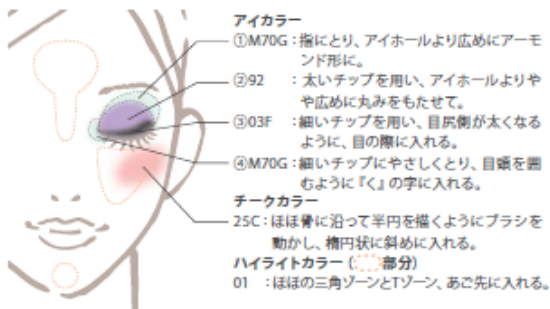 アイカラー
①M70G：指にとり、アイホールより広めにアーモ
ンド形に。
②92　：太いチップを用い、アイホールよりや
や広めに丸みをもたせて。
③03F　：細いチップを用い、目尻側が太くなる
ように、目の際に入れる。
④M70G：細いチップにやさしくとり、目頭を囲
むように『く』の字に入れる。
チークカラー
25C：ほほ骨に沿って半円を描くようにブラシを
動かし、楕円状に斜めに入れる。
ハイライトカラー（　　部分）
01　：ほほの三角ゾーンとTゾーン、あご先に入れる。